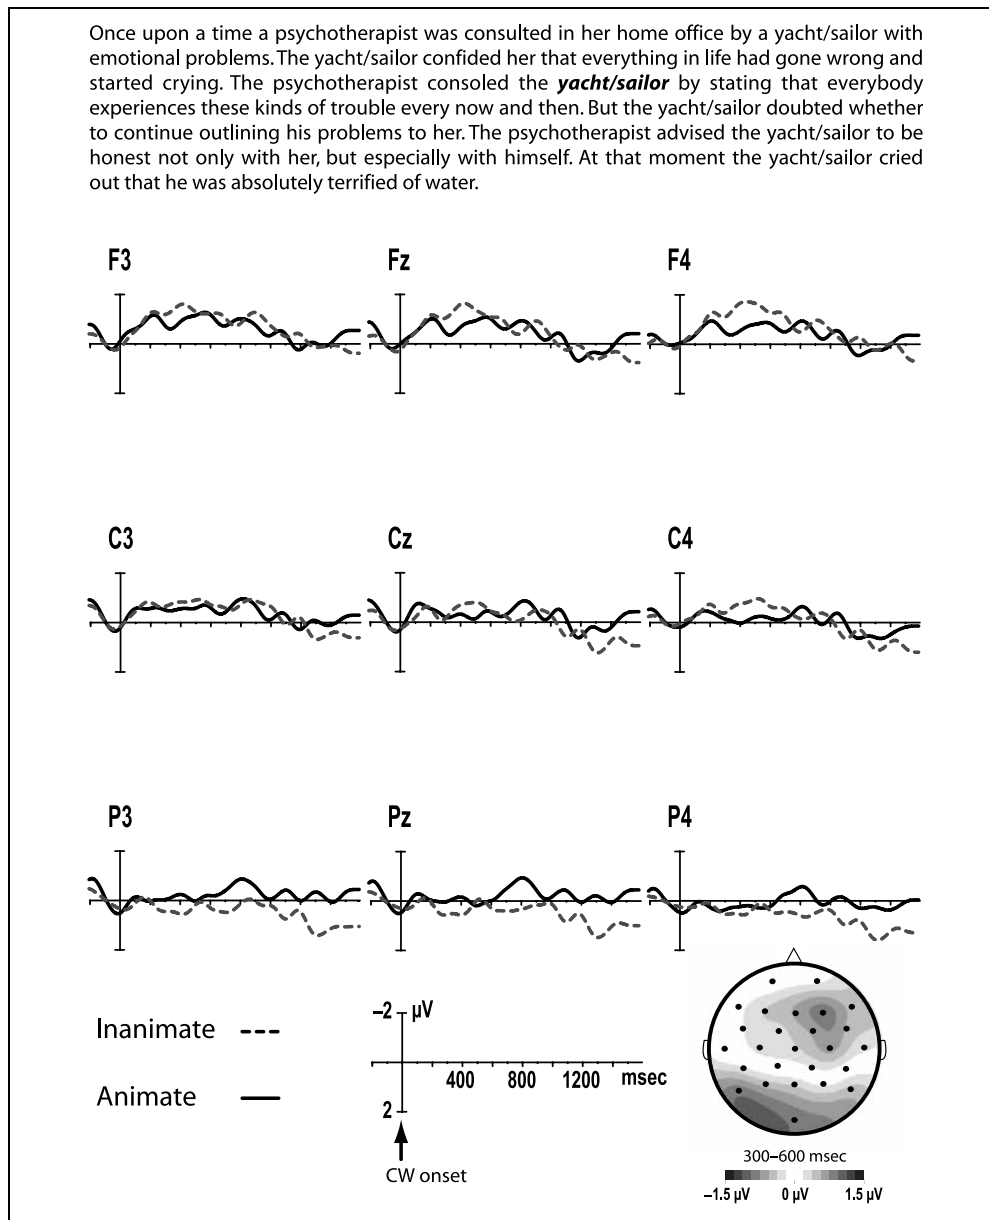 Once upon a time a psychotherapist was consulted in her home office by a yacht/sailor with
emotional problems. The yacht/sailor confided her that everything in life had gone wrong and
started crying. The psychotherapist consoled the yacht/sailor by stating that everybody
experiences these kinds of trouble every now and then. But the yacht/sailor doubted whether
to continue outlining his problems to her. The psychotherapist advised the yacht/sailor to be
honest not only with her, but especially with himself. At that moment the yacht/sailor cried
out that he was absolutely terrified of water.
F3 Fz F4
C3 Cz C4
P3 Pz P4
Inanimate
Animate
−2 µV
400 800 1200 msec
2
CW onset
300–600 msec
−1.5 µV 0 µV 1.5 µV